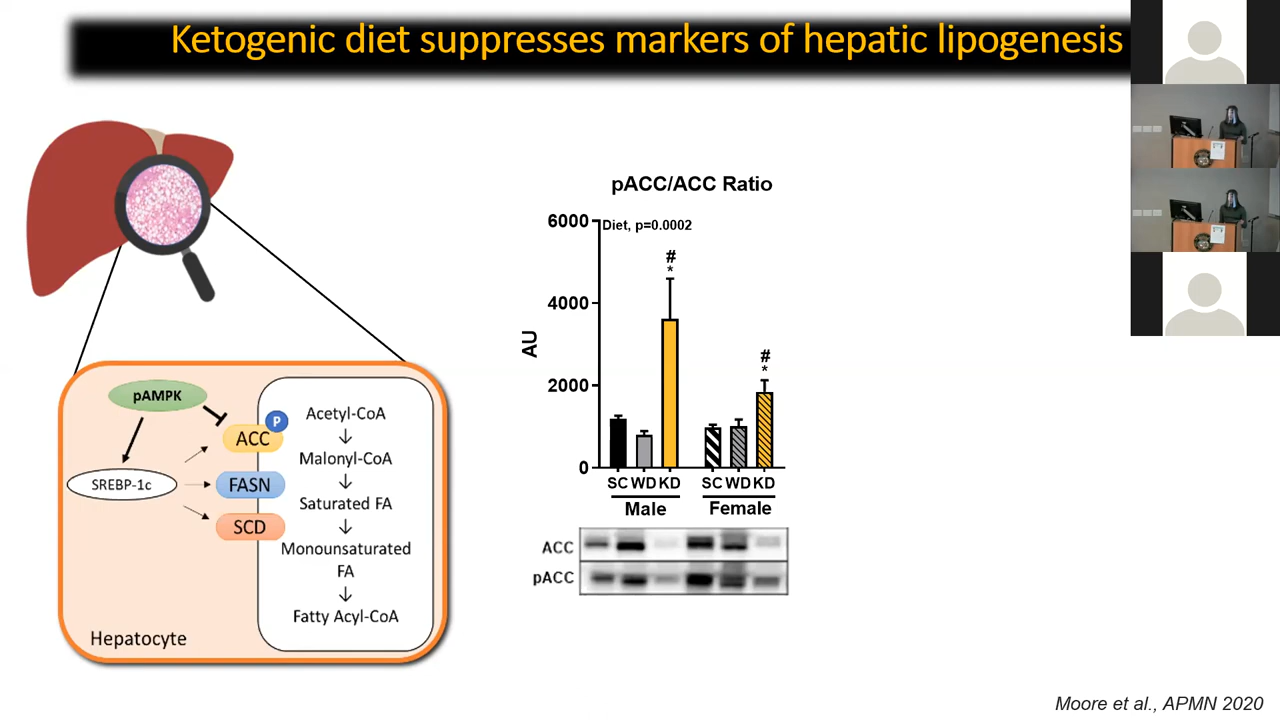 Ketogenic diet suppresses markers of hepatic lipogenesis
pAMPK
P
ACC
SREBP-1c
FASN
SCD
Acetyl-CoA
↓
Malonyl-CoA
↓
Saturated FA
↓
Monounsaturated
FA
↓
Fatty Acyl-CoA
Hepatocyte
pACC/ACC Ratio
Diet, p=0.0002
6000
4000
2000
0
AU
#
*
#
*
SC WD KD
SC WD KD
Male
Female
ACC
pACC
Moore et al., APMN 2020